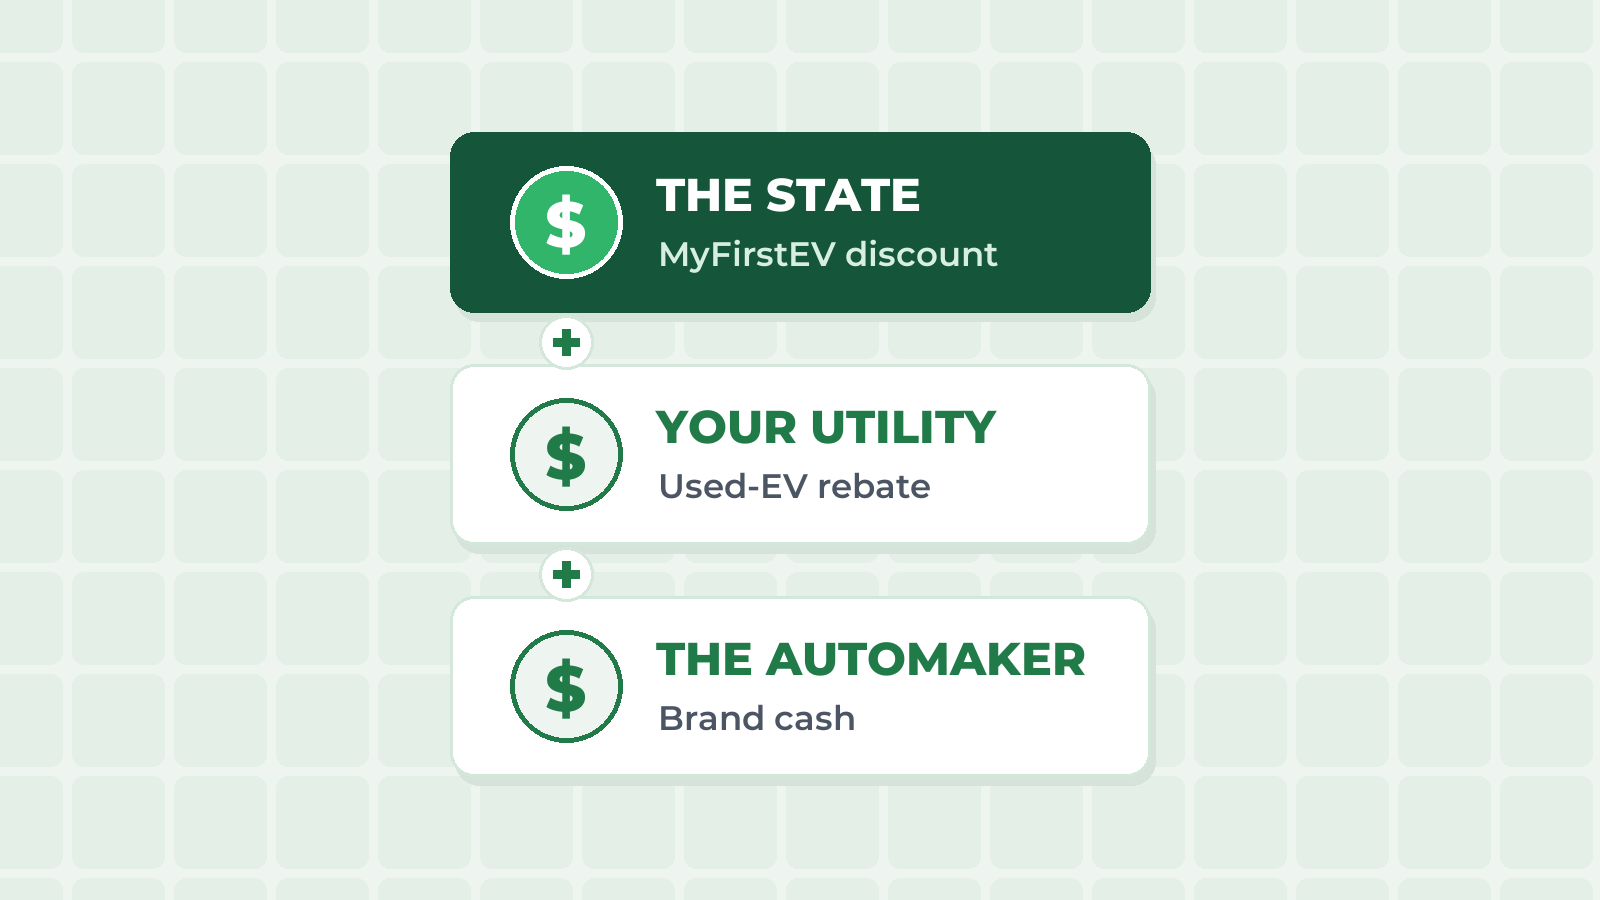 $
THE STATE
MyFirstEV discount
+
$
YOUR UTILITY
Used-EV rebate
+
$
THE AUTOMAKER
Brand cash